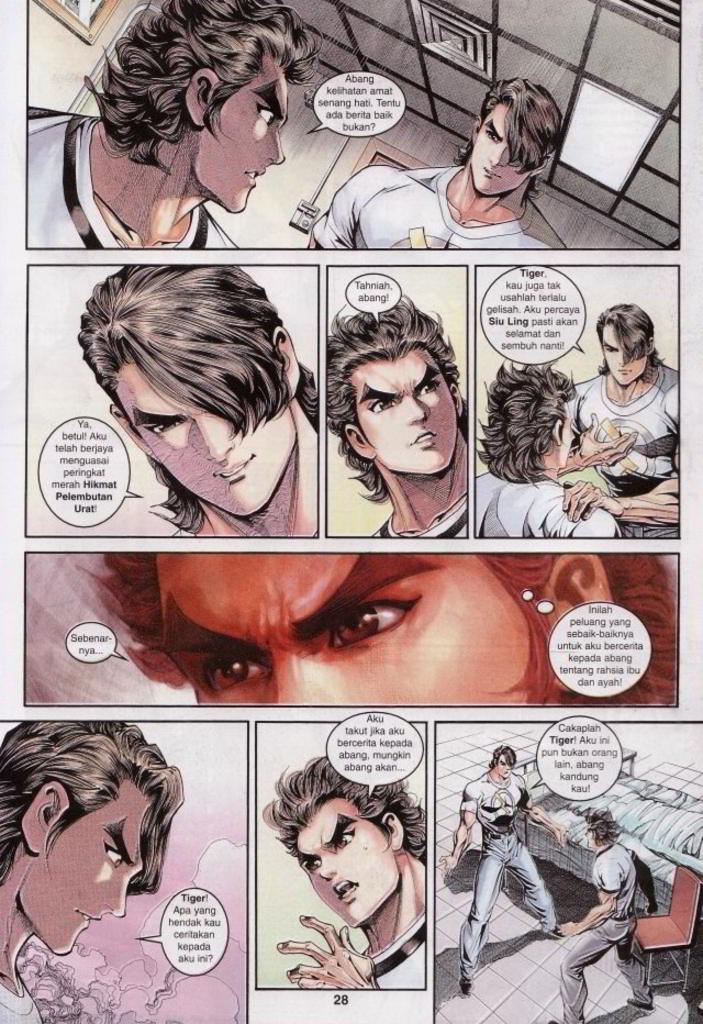 Abang
kelihatan amat
senang hati. Tentu
ada berita baik
bukan?
Ya,
betul! Aku
telah berjaya
menguasai
peringkat
merah Hikmat
Pelembutan
Urat!
Tahniah,
abang!
Tiger,
kau juga tak
usahlah terlalu
gelisah. Aku percaya
Siu Ling pasti akan
selamat dan
sembuh nanti!
Sebenar-
nya...
Inilah
peluang yang
sebaik-baiknya
untuk aku bercerita
kepada abang
tentang rahsia ibu
dan ayah!
Tiger!
Apa yang
hendak kau
ceritakan
kepada
aku ini?
Aku
takut jika aku
bercerita kepada
abang, mungkin
abang akan...
Cakaplah
Tiger! Aku ini
pun bukan orang
lain, abang
kandung
kau!
28